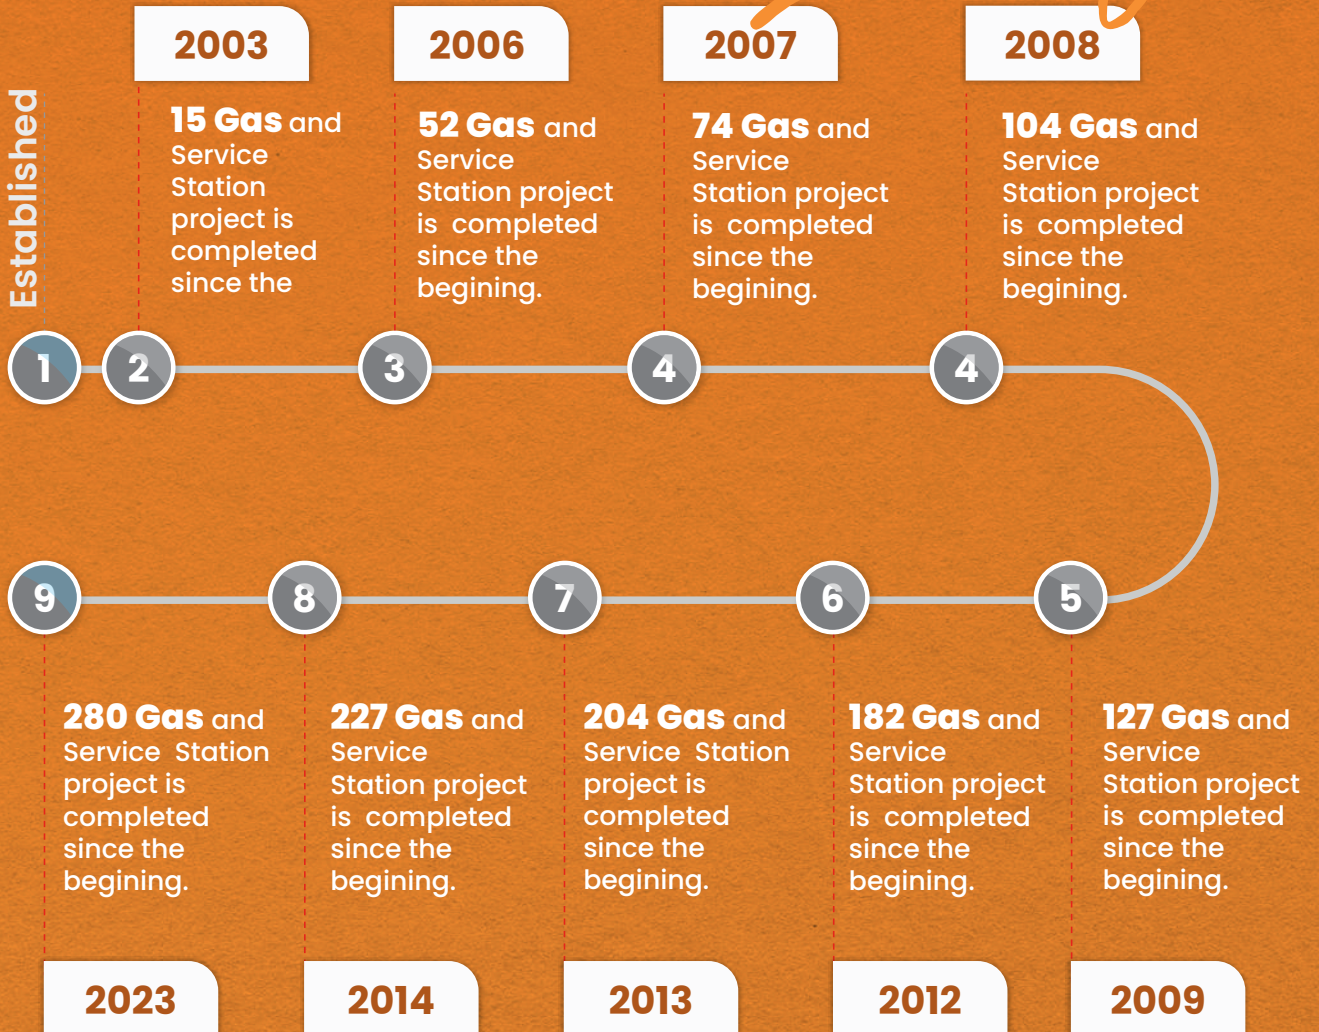 Established
2003
15 Gas and
Service
Station
project is
completed
since the
2006
52 Gas and
Service
Station project
is completed
since the
begining.
2007
74 Gas and
Service
Station project
is completed
since the
begining.
2008
104 Gas and
Service
Station project
is completed
since the
begining.
1
2
3
4
4
5
6
7
8
9
280 Gas and
Service Station
project is
completed
since the
begining.
2023
227 Gas and
Service
Station project
is completed
since the
begining.
2014
204 Gas and
Service Station
project is
completed
since the
begining.
2013
182 Gas and
Service
Station project
is completed
since the
begining.
2012
127 Gas and
Service
Station project
is completed
since the
begining.
2009